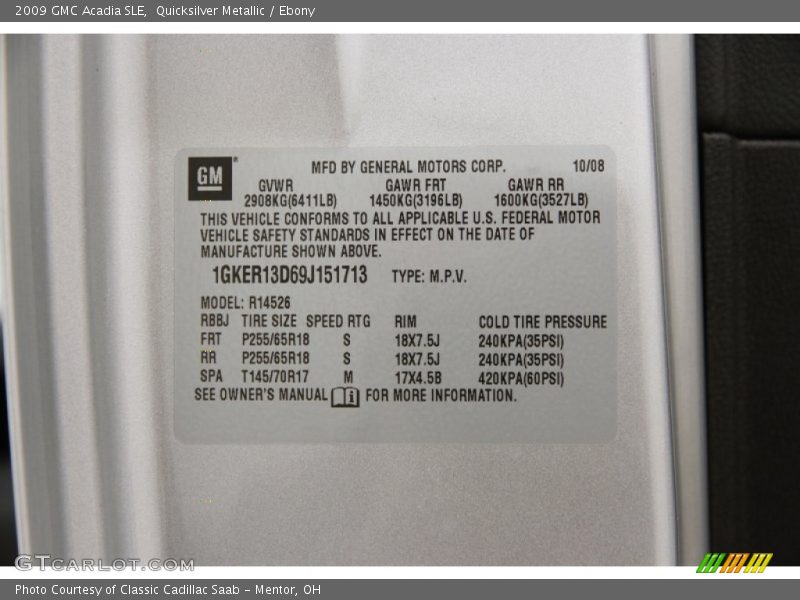 2009 GMC Acadia SLE, Quicksilver Metallic / Ebony
GM
MFD BY GENERAL MOTORS CORP. 10/08
GVWR GAWR FRT GAWR RR
2908KG(6411LB) 1450KG(3196LB) 1600KG(3527LB)
THIS VEHICLE CONFORMS TO ALL APPLICABLE U.S. FEDERAL MOTOR
VEHICLE SAFETY STANDARDS IN EFFECT ON THE DATE OF
MANUFACTURE SHOWN ABOVE.
1GKER13D69J151713 TYPE: M.P.V.
MODEL: R14526
RBBJ TIRE SIZE SPEED RTG RIM COLD TIRE PRESSURE
FRT P255/65R18 S 18X7.5J 240KPA(35PSI)
RR P255/65R18 S 18X7.5J 240KPA(35PSI)
SPA T145/70R17 M 17X4.5B 420KPA(60PSI)
SEE OWNER'S MANUAL i FOR MORE INFORMATION.
GTCARLOT.COM
Photo Courtesy of Classic Cadillac Saab - Mentor, OH